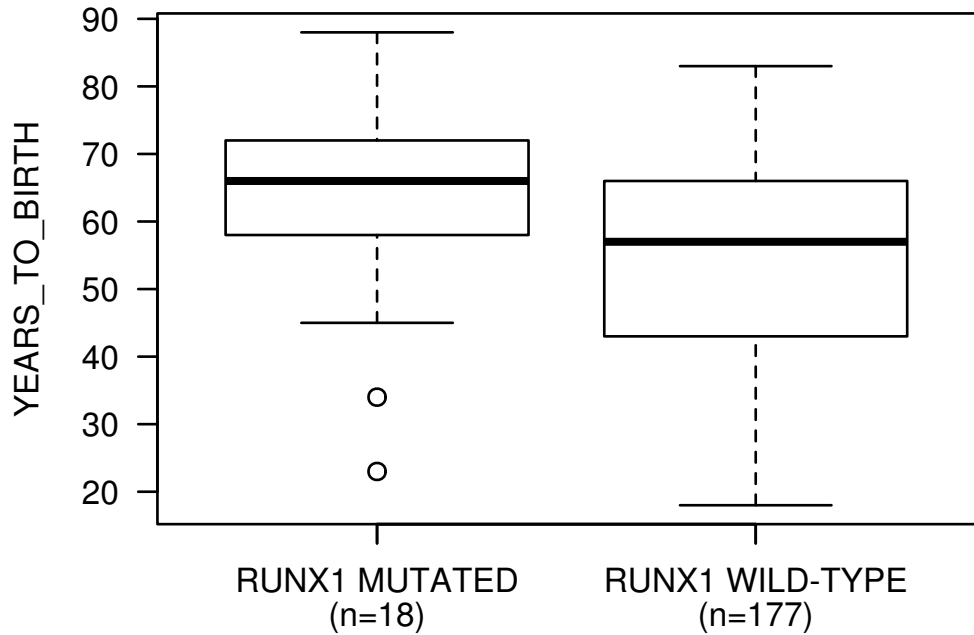 YEARS_TO_BIRTH
90
80
70
60
50
40
30
20
RUNX1 MUTATED
(n=18)
RUNX1 WILD-TYPE
(n=177)